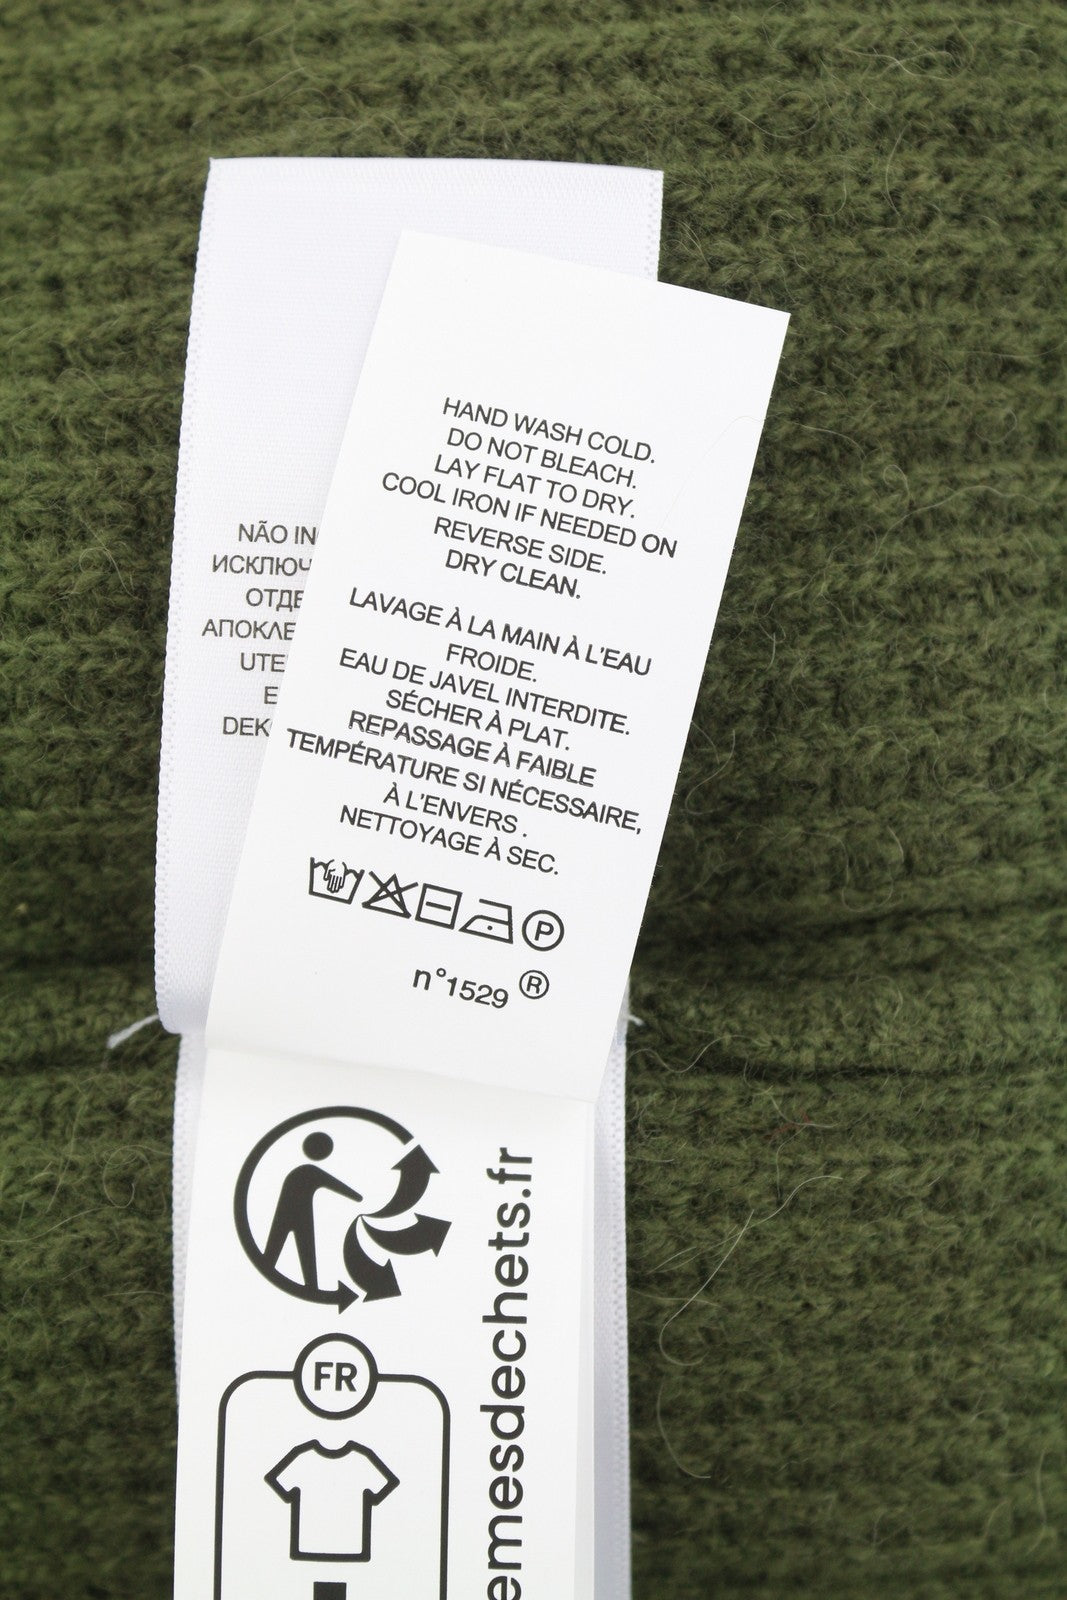 HAND WASH COLD.
DO NOT BLEACH.
LAY FLAT TO DRY.
COOL IRON IF NEEDED ON
REVERSE SIDE.
DRY CLEAN.
LAVAGE À LA MAIN À L'EAU
FROIDE.
EAU DE JAVEL INTERDITE.
SÉCHER À PLAT.
REPASSAGE À FAIBLE
TEMPÉRATURE SI NÉCESSAIRE,
À L'ENVERS .
NETTOYAGE À SEC.
P
n°1529 ®
NÃO
FR